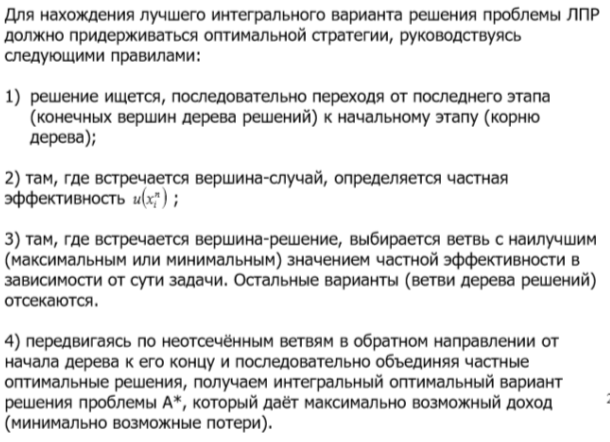 Для нахождения лучшего интегрального варианта решения проблемы ЛПР
должно придерживаться оптимальной стратегии, руководствуясь
следующими правилами:
1) решение ищется, последовательно переходя от последнего этапа
(конечных вершин дерева решений) к начальному этапу (корню
дерева);
2) там, где встречается вершина-случай, определяется частная
эффективность u(xᵢⁿ) ;
3) там, где встречается вершина-решение, выбирается ветвь с наилучшим
(максимальным или минимальным) значением частной эффективности в
зависимости от сути задачи. Остальные варианты (ветви дерева решений)
отсекаются.
4) передвигаясь по неотсечённым ветвям в обратном направлении от
начала дерева к его концу и последовательно объединяя частные
оптимальные решения, получаем интегральный оптимальный вариант
решения проблемы A*, который даёт максимально возможный доход
(минимально возможные потери).